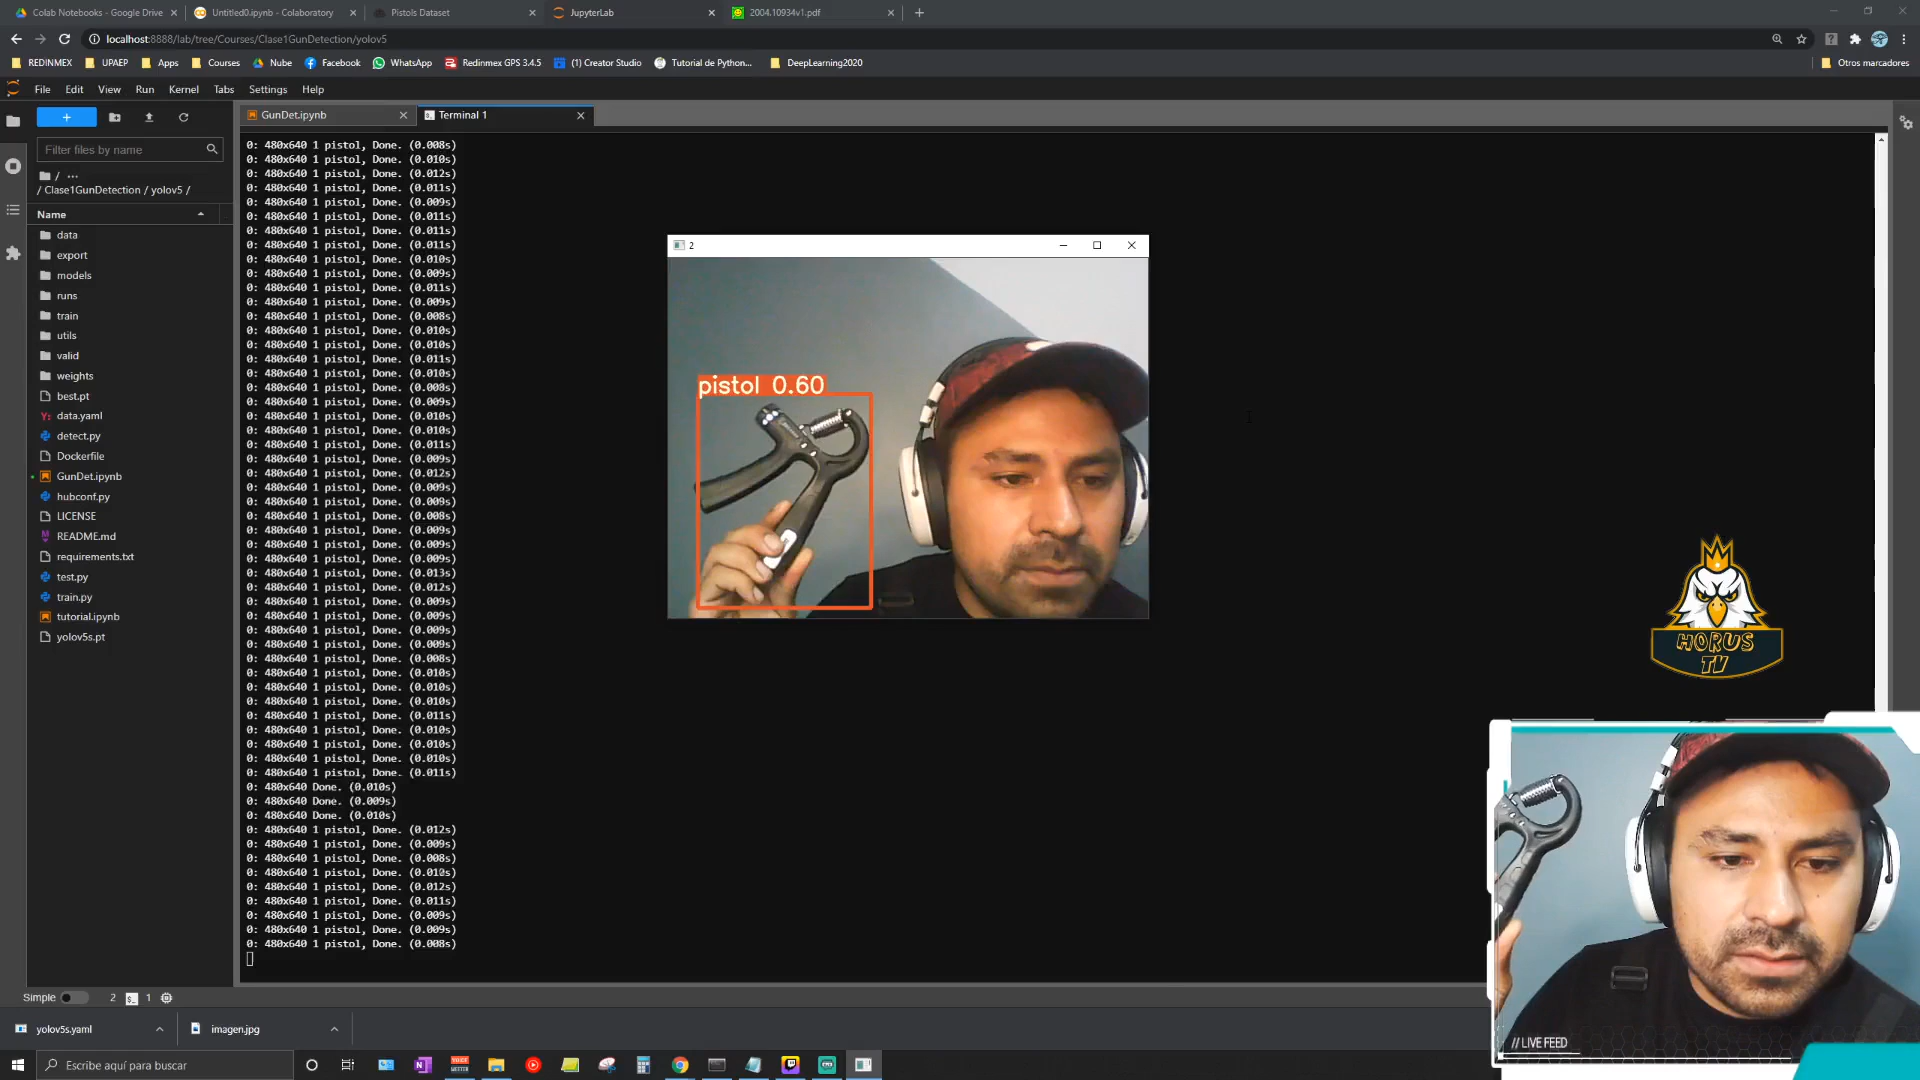 Colab Notebooks - Google Drive
Untitled0.ipynb - Colaboratory
Pistols Dataset
JupyterLab
2004.10934v1.pdf
localhost:8888/lab/tree/Courses/Clase1GunDetection/yolov5
REDINMEX
UPAEP
Apps
Courses
Nube
Facebook
WhatsApp
Redinmex GPS 3.4.5
(1) Creator Studio
Tutorial de Python...
DeepLearning2020
Otros marcadores
File Edit View Run Kernel Tabs Settings Help
GunDet.ipynb
Terminal 1
Filter files by name
/ ...
/ Clase1GunDetection / yolov5 /
Name
data
export
models
runs
train
utils
valid
weights
best.pt
data.yaml
detect.py
Dockerfile
GunDet.ipynb
hubconf.py
LICENSE
README.md
requirements.txt
test.py
train.py
tutorial.ipynb
yolov5s.pt
0: 480x640 1 pistol, Done. (0.008s)
0: 480x640 1 pistol, Done. (0.010s)
0: 480x640 1 pistol, Done. (0.012s)
0: 480x640 1 pistol, Done. (0.011s)
0: 480x640 1 pistol, Done. (0.009s)
0: 480x640 1 pistol, Done. (0.011s)
0: 480x640 1 pistol, Done. (0.011s)
0: 480x640 1 pistol, Done. (0.011s)
0: 480x640 1 pistol, Done. (0.010s)
0: 480x640 1 pistol, Done. (0.009s)
0: 480x640 1 pistol, Done. (0.011s)
0: 480x640 1 pistol, Done. (0.009s)
0: 480x640 1 pistol, Done. (0.008s)
0: 480x640 1 pistol, Done. (0.010s)
0: 480x640 1 pistol, Done. (0.010s)
0: 480x640 1 pistol, Done. (0.011s)
0: 480x640 1 pistol, Done. (0.010s)
0: 480x640 1 pistol, Done. (0.008s)
0: 480x640 1 pistol, Done. (0.009s)
0: 480x640 1 pistol, Done. (0.010s)
0: 480x640 1 pistol, Done. (0.010s)
0: 480x640 1 pistol, Done. (0.011s)
0: 480x640 1 pistol, Done. (0.009s)
0: 480x640 1 pistol, Done. (0.012s)
0: 480x640 1 pistol, Done. (0.009s)
0: 480x640 1 pistol, Done. (0.009s)
0: 480x640 1 pistol, Done. (0.008s)
0: 480x640 1 pistol, Done. (0.009s)
0: 480x640 1 pistol, Done. (0.009s)
0: 480x640 1 pistol, Done. (0.009s)
0: 480x640 1 pistol, Done. (0.013s)
0: 480x640 1 pistol, Done. (0.012s)
0: 480x640 1 pistol, Done. (0.009s)
0: 480x640 1 pistol, Done. (0.009s)
0: 480x640 1 pistol, Done. (0.009s)
0: 480x640 1 pistol, Done. (0.009s)
0: 480x640 1 pistol, Done. (0.008s)
0: 480x640 1 pistol, Done. (0.010s)
0: 480x640 1 pistol, Done. (0.010s)
0: 480x640 1 pistol, Done. (0.010s)
0: 480x640 1 pistol, Done. (0.011s)
0: 480x640 1 pistol, Done. (0.010s)
0: 480x640 1 pistol, Done. (0.010s)
0: 480x640 1 pistol, Done. (0.010s)
0: 480x640 1 pistol, Done. (0.011s)
0: 480x640 Done. (0.010s)
0: 480x640 Done. (0.009s)
0: 480x640 Done. (0.010s)
0: 480x640 1 pistol, Done. (0.012s)
0: 480x640 1 pistol, Done. (0.009s)
0: 480x640 1 pistol, Done. (0.008s)
0: 480x640 1 pistol, Done. (0.010s)
0: 480x640 1 pistol, Done. (0.012s)
0: 480x640 1 pistol, Done. (0.011s)
0: 480x640 1 pistol, Done. (0.009s)
0: 480x640 1 pistol, Done. (0.009s)
0: 480x640 1 pistol, Done. (0.008s)
2
pistol 0.60
HORUS
TV
// LIVE FEED
Simple
2
1
yolov5s.yaml
imagen.jpg
Escribe aquí para buscar